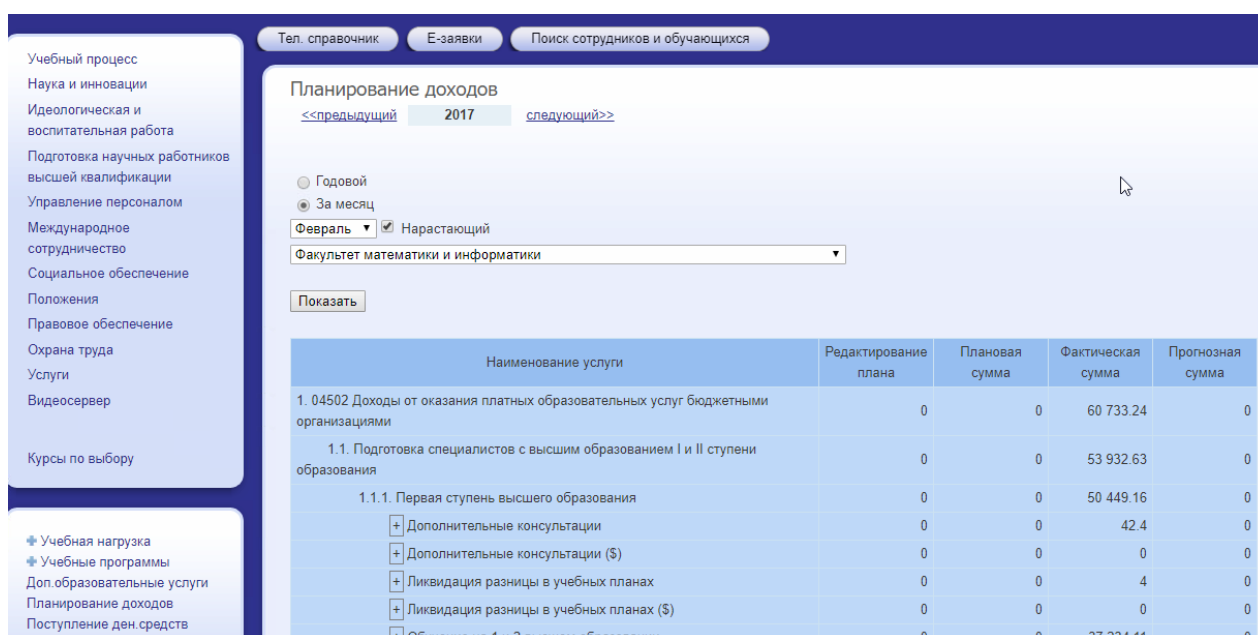 Тел. справочник
Е-заявки
Поиск сотрудников и обучающихся
Учебный процесс
Наука и инновации
Идеологическая и
воспитательная работа
Подготовка научных работников
высшей квалификации
Управление персоналом
Международное
сотрудничество
Социальное обеспечение
Положения
Правовое обеспечение
Охрана труда
Услуги
Видеосервер
Курсы по выбору
Учебная нагрузка
Учебные программы
Доп.образовательные услуги
Планирование доходов
Поступление ден.средств
Планирование доходов
<<предыдущий 2017 следующий>>
Годовой
За месяц
Февраль Нарастающий
Факультет математики и информатики
Показать
Наименование услуги Редактирование плана Плановая сумма Фактическая сумма Прогнозная сумма
1. 04502 Доходы от оказания платных образовательных услуг бюджетными
организациями 0 0 60 733.24 0
1.1. Подготовка специалистов с высшим образованием I и II ступени
образования 0 0 53 932.63 0
1.1.1. Первая ступень высшего образования 0 0 50 449.16 0
+ Дополнительные консультации 0 0 42.4 0
+ Дополнительные консультации ($) 0 0 0 0
+ Ликвидация разницы в учебных планах 0 0 4 0
+ Ликвидация разницы в учебных планах ($) 0 0 0 0